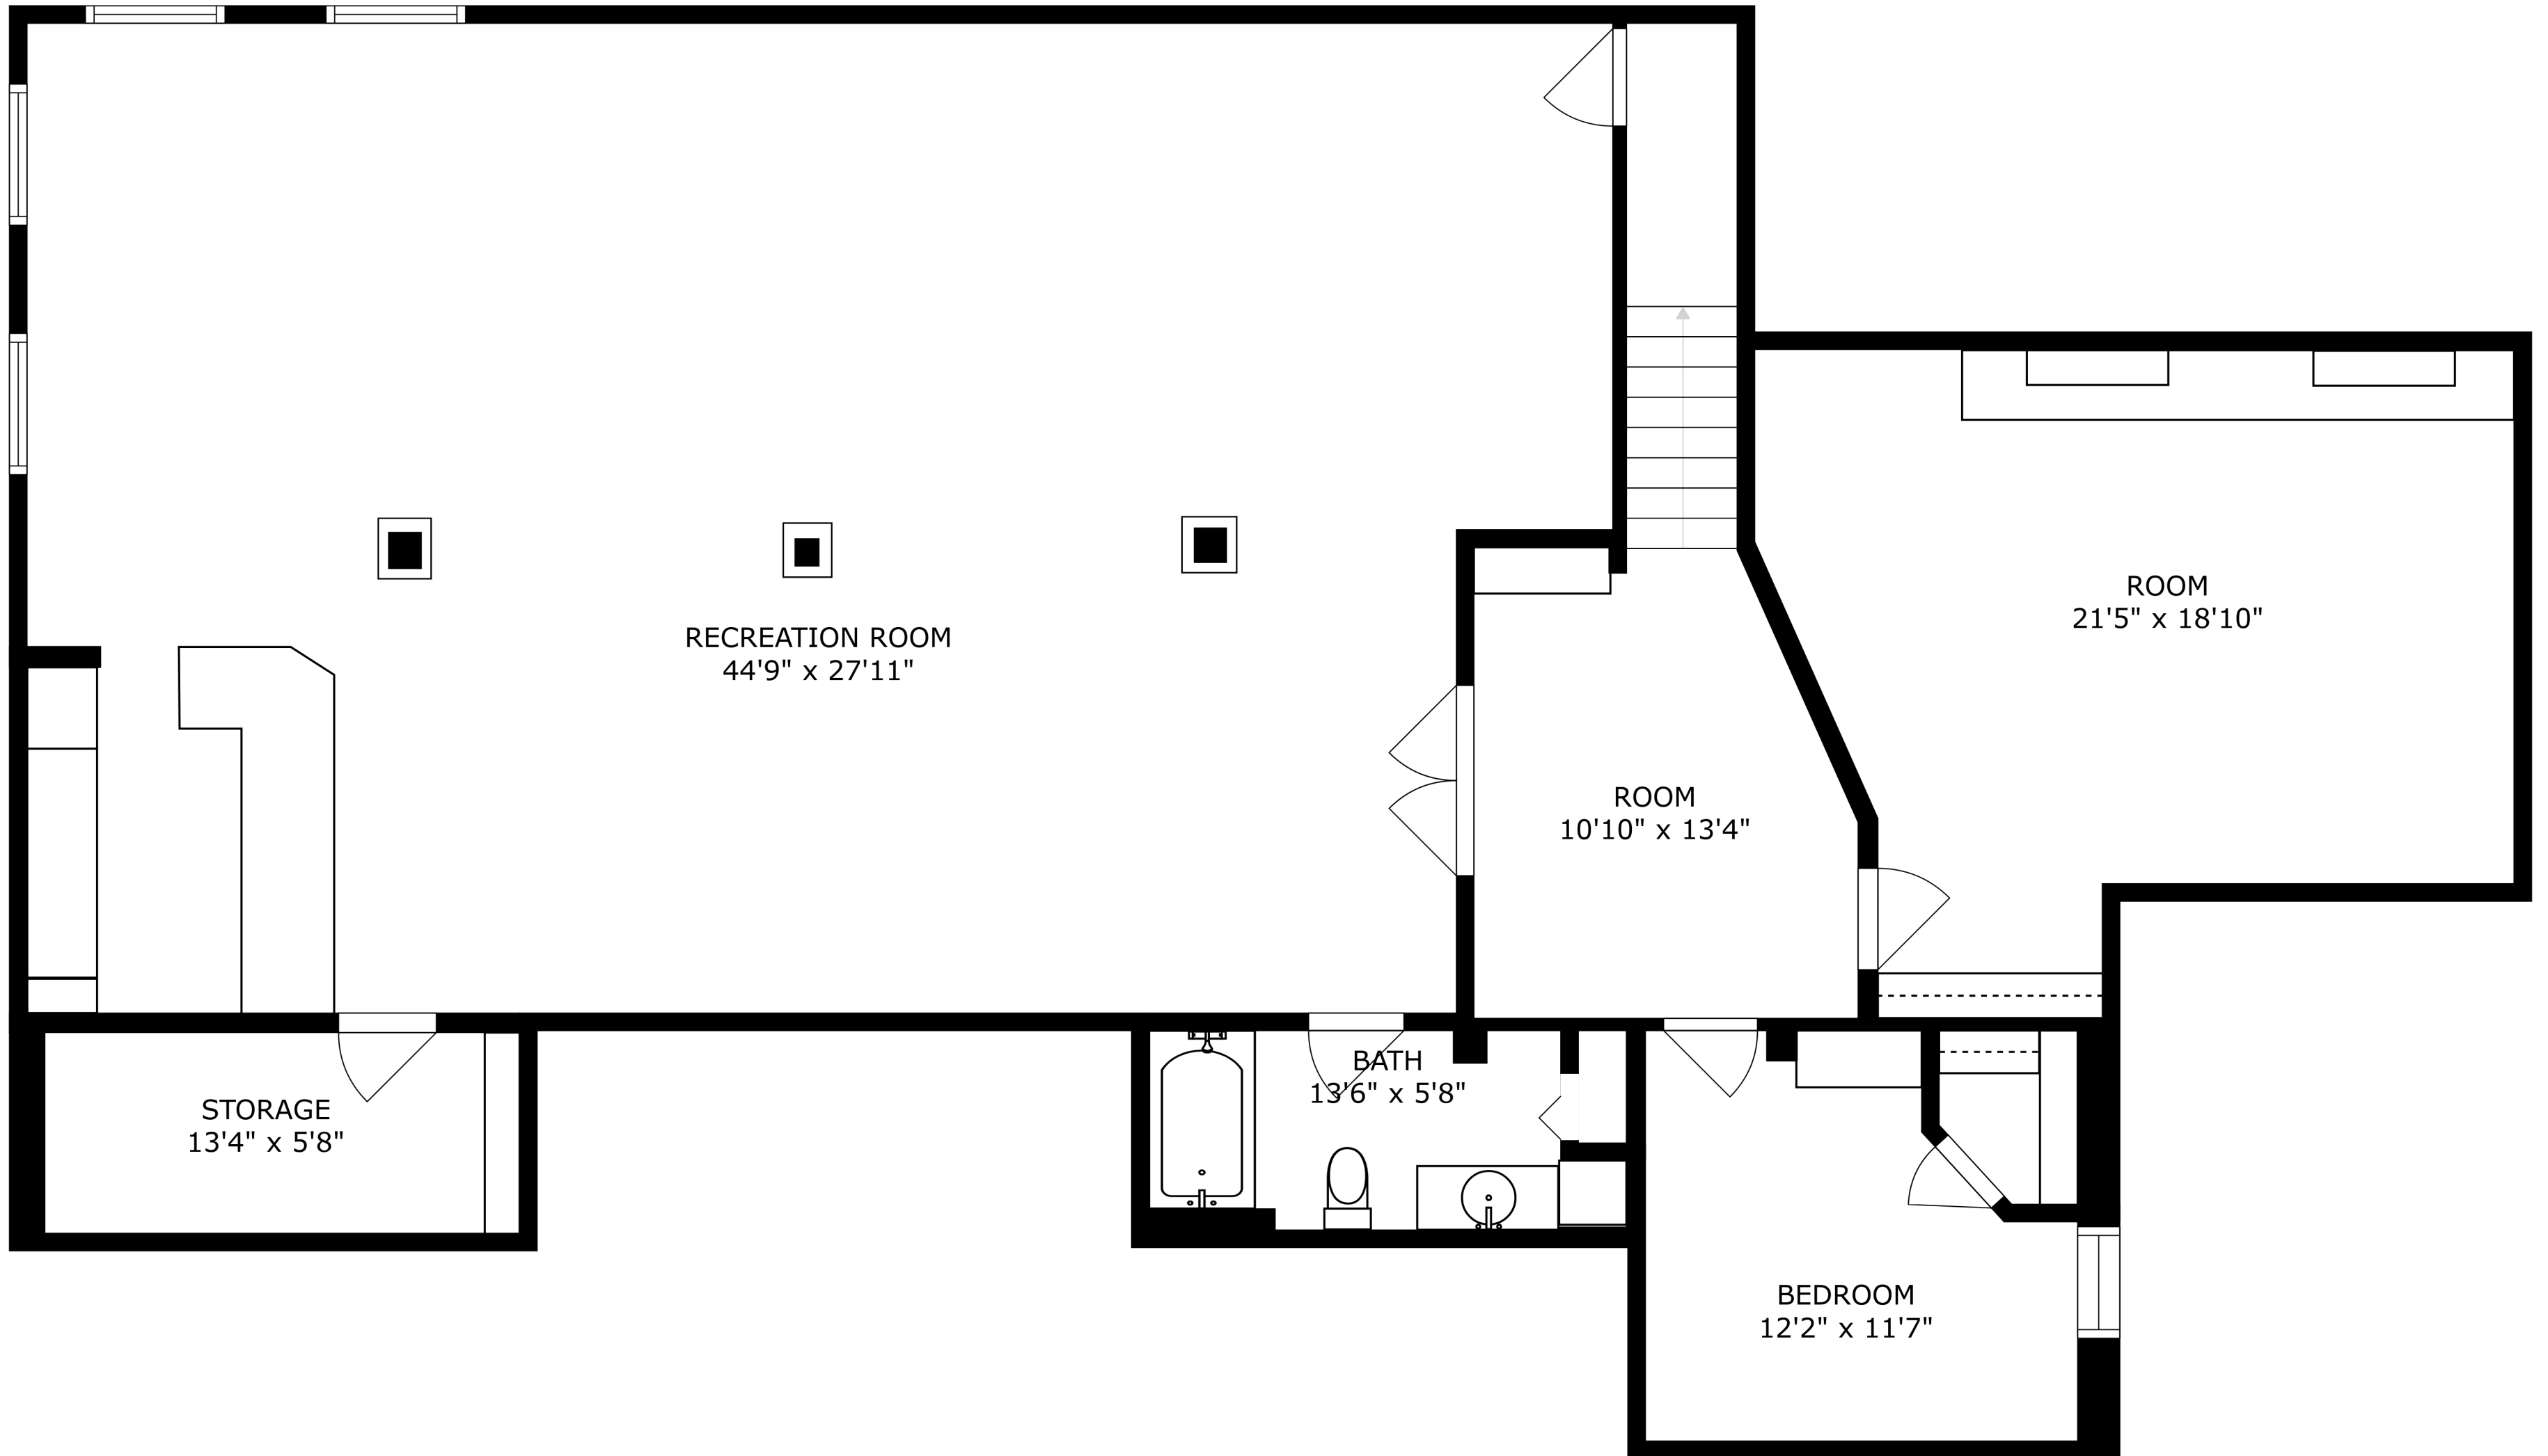 ROOM
21'5" x 18'10"
RECREATION ROOM
44'9" x 27'11"
ROOM
10'10" x 13'4"
BATH
13'6" x 5'8"
STORAGE
13'4" x 5'8"
BEDROOM
12'2" x 11'7"